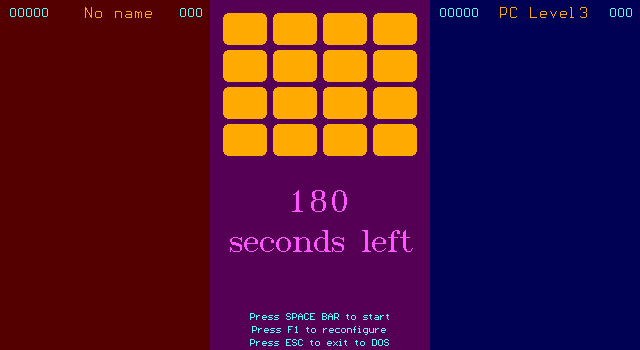 00000 No name 000
00000 PC Level 3 000
180
seconds left
Press SPACE BAR to start
Press F1 to reconfigure
Press ESC to exit to DOS